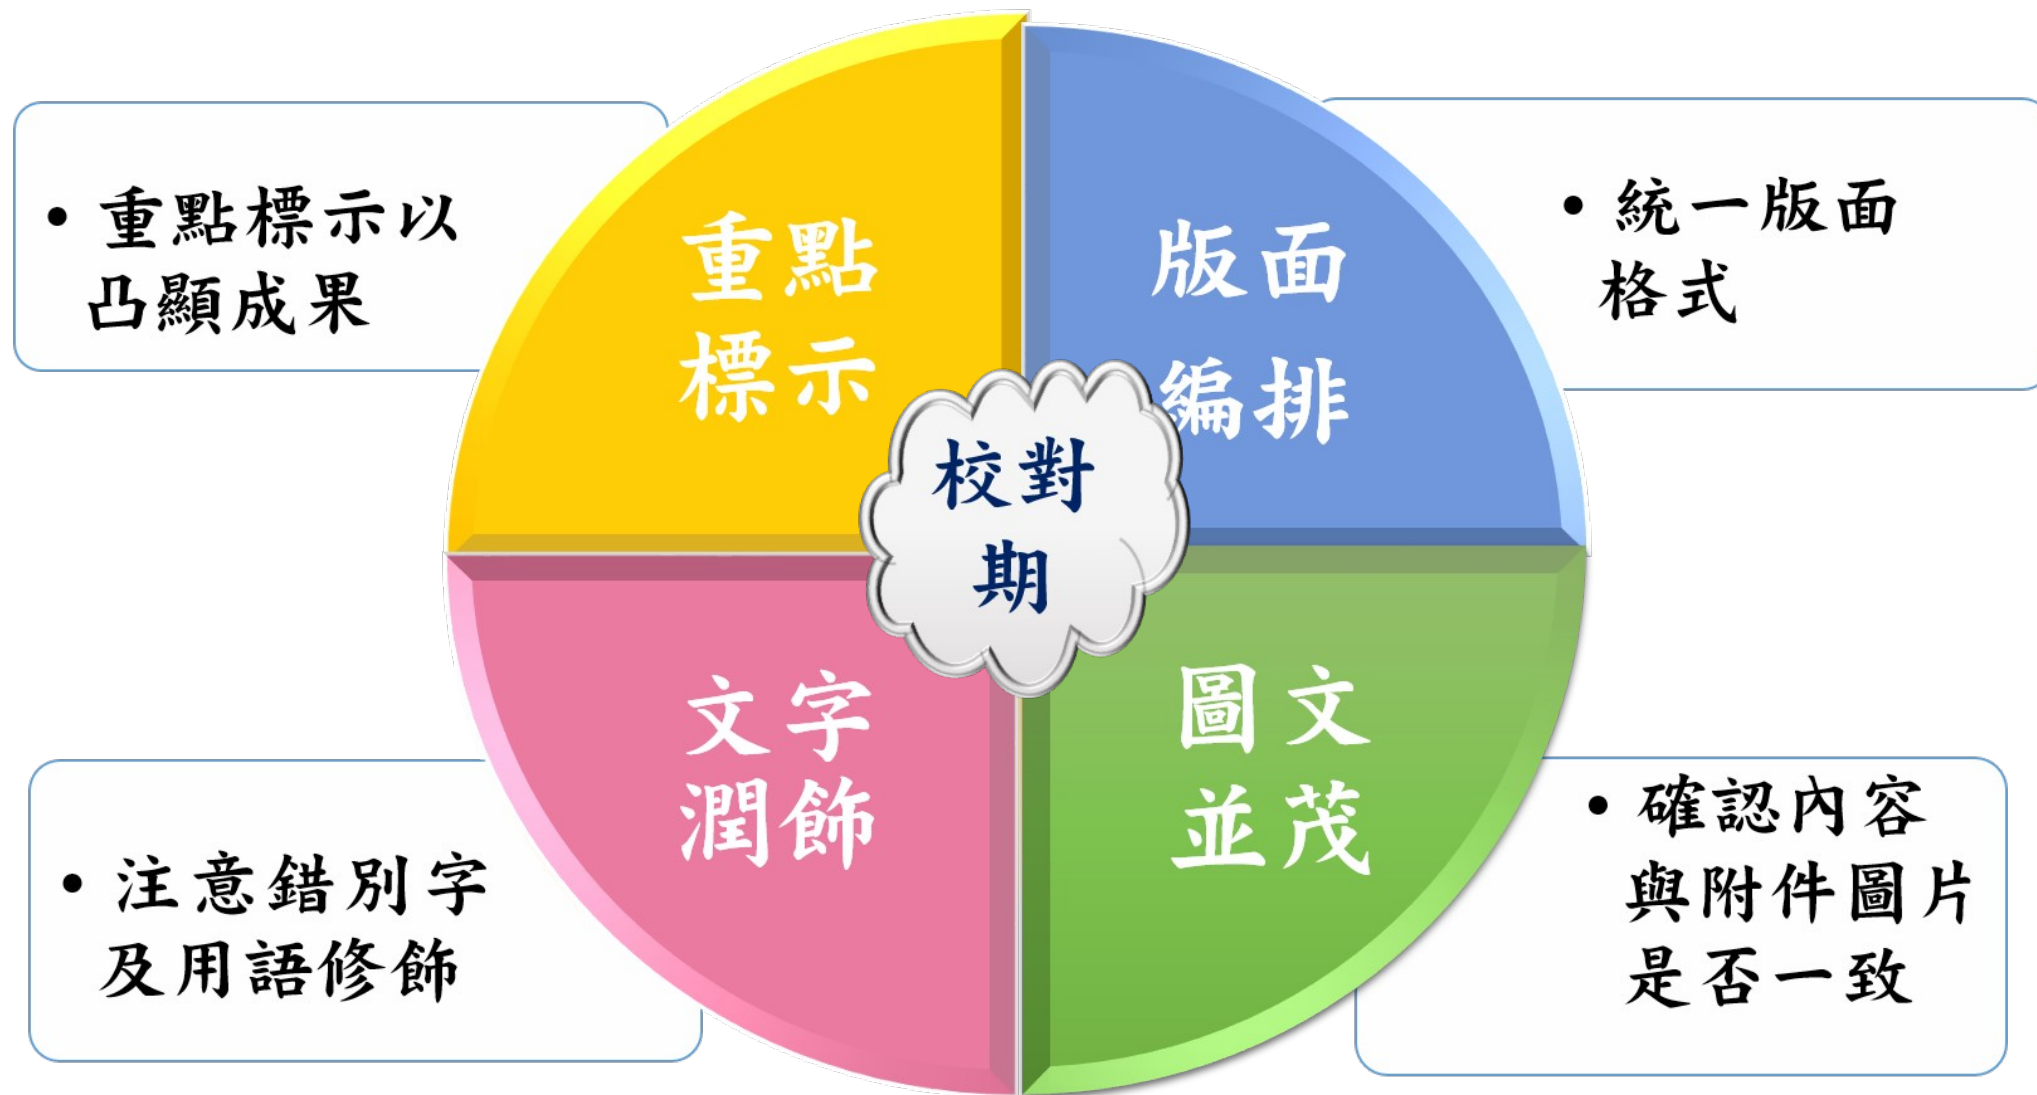 • 重點標示以
凸顯成果
重點
標示
版面
編排
• 統一版面
格式
校對
期
文字
潤飾
• 注意錯別字
及用語修飾
圖文
並茂
• 確認內容
與附件圖片
是否一致